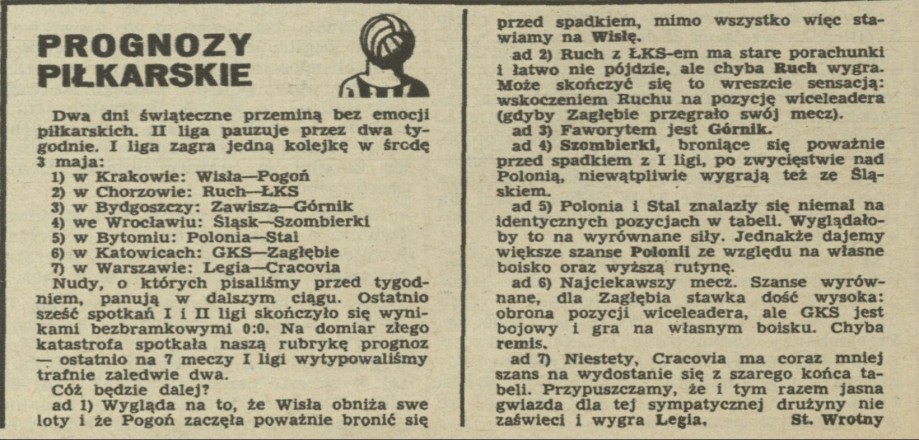 PROGNOZY
PIŁKARSKIE
Dwa dni świąteczne przeminą bez emocji
piłkarskich. II liga pauzuje przez dwa ty-
godnie. I liga zagra jedną kolejkę w środę
3 maja:
1) w Krakowie: Wisła—Pogoń
2) w Chorzowie: Ruch—ŁKS
3) w Bydgoszczy: Zawisza—Górnik
4) we Wrocławiu: Śląsk—Szombierki
5) w Bytomiu: Polonia—Stal
6) w Katowicach: GKS—Zagłębie
7) w Warszawie: Legia—Cracovia
Nudy, o których pisaliśmy przed tygod-
niem, panują w dalszym ciągu. Ostatnio
sześć spotkań I i II ligi skończyło się wyni-
kami bezbramkowymi 0:0. Na domiar złego
katastrofa spotkała naszą rubrykę prognoz
— ostatnio na 7 meczy I ligi wytypowaliśmy
trafnie zaledwie dwa.
Cóż będzie dalej?
ad 1) Wygląda na to, że Wisła obniża swe
loty i że Pogoń zaczęła poważnie bronić się
przed spadkiem, mimo wszystko więc sta-
wiamy na Wisłę.
ad 2) Ruch z ŁKS-em ma stare porachunki
i łatwo nie pójdzie, ale chyba Ruch wygra.
Może skończyć się to wreszcie sensacją:
wskoczeniem Ruchu na pozycję wiceleadera
(gdyby Zagłębie przegrało swój mecz).
ad 3) Faworytem jest Górnik.
ad 4) Szombierki, broniące się poważnie
przed spadkiem z I ligi, po zwycięstwie nad
Polonią, niewątpliwie wygrają też ze Ślą-
skiem.
ad 5) Polonia i Stal znalazły się niemal na
identycznych pozycjach w tabeli. Wyglądało-
by to na wyrównane siły. Jednakże dajemy
większe szanse Polonii ze względu na własne
boisko oraz wyższą rutynę.
ad 6) Najciekawszy mecz. Szanse wyrów-
nane, dla Zagłębia stawka dość wysoka:
obrona pozycji wiceleadera, ale GKS jest
bojowy i gra na własnym boisku. Chyba
remis.
ad 7) Niestety, Cracovia ma coraz mniej
szans na wydostanie się z szarego końca ta-
beli. Przypuszczamy, że i tym razem jasna
gwiazda dla tej sympatycznej drużyny nie
zaświeci i wygra Legia. St. Wrotny